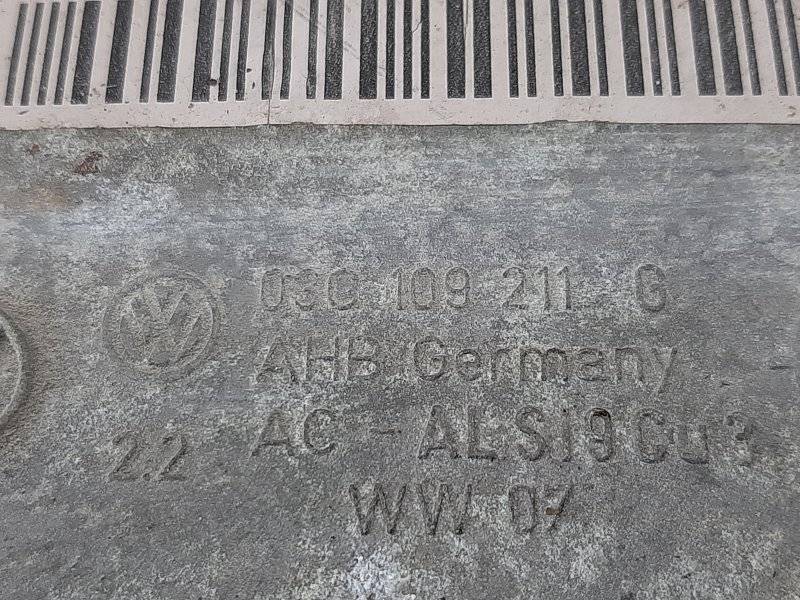 03C 109 211 G
AHB Germany
2.2 AC - ALSi9Cu3
WW 07